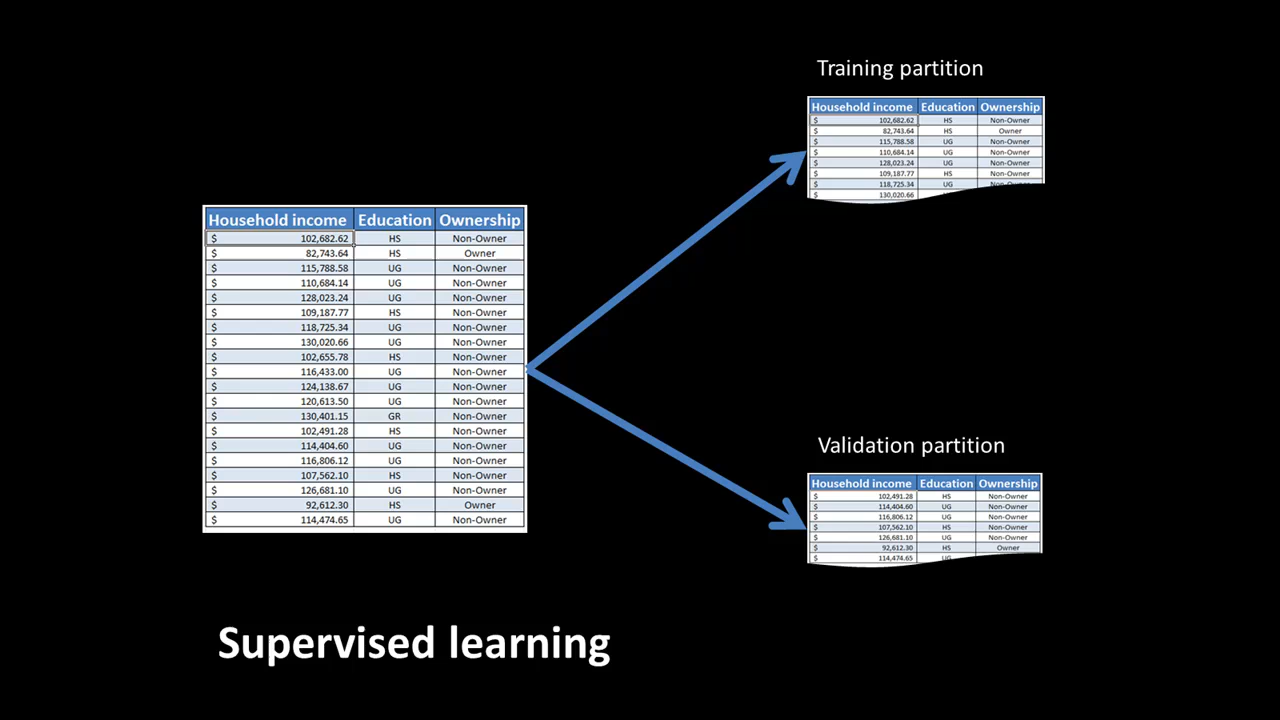 Training partition
Household income Education Ownership
$ 102,682.62 HS Non-Owner
$ 82,743.64 HS Owner
$ 115,788.58 UG Non-Owner
$ 110,684.14 UG Non-Owner
$ 128,023.24 UG Non-Owner
$ 109,187.77 HS Non-Owner
$ 118,725.34 UG Non-Owner
$ 130,020.66
Household income Education Ownership
$ 102,682.62 HS Non-Owner
$ 82,743.64 HS Owner
$ 115,788.58 UG Non-Owner
$ 110,684.14 UG Non-Owner
$ 128,023.24 UG Non-Owner
$ 109,187.77 HS Non-Owner
$ 118,725.34 UG Non-Owner
$ 130,020.66 UG Non-Owner
$ 102,655.78 HS Non-Owner
$ 116,433.00 UG Non-Owner
$ 124,138.67 UG Non-Owner
$ 120,613.50 UG Non-Owner
$ 130,401.15 GR Non-Owner
$ 102,491.28 HS Non-Owner
$ 114,404.60 UG Non-Owner
$ 116,806.12 UG Non-Owner
$ 107,562.10 HS Non-Owner
$ 126,681.10 UG Non-Owner
$ 92,612.30 HS Owner
$ 114,474.65 UG Non-Owner
Validation partition
Household income Education Ownership
$ 102,491.28 HS Non-Owner
$ 114,404.60 UG Non-Owner
$ 116,806.12 UG Non-Owner
$ 107,562.10 HS Non-Owner
$ 126,681.10 UG Non-Owner
$ 92,612.30 HS Owner
$ 114,474.65 UG
Supervised learning